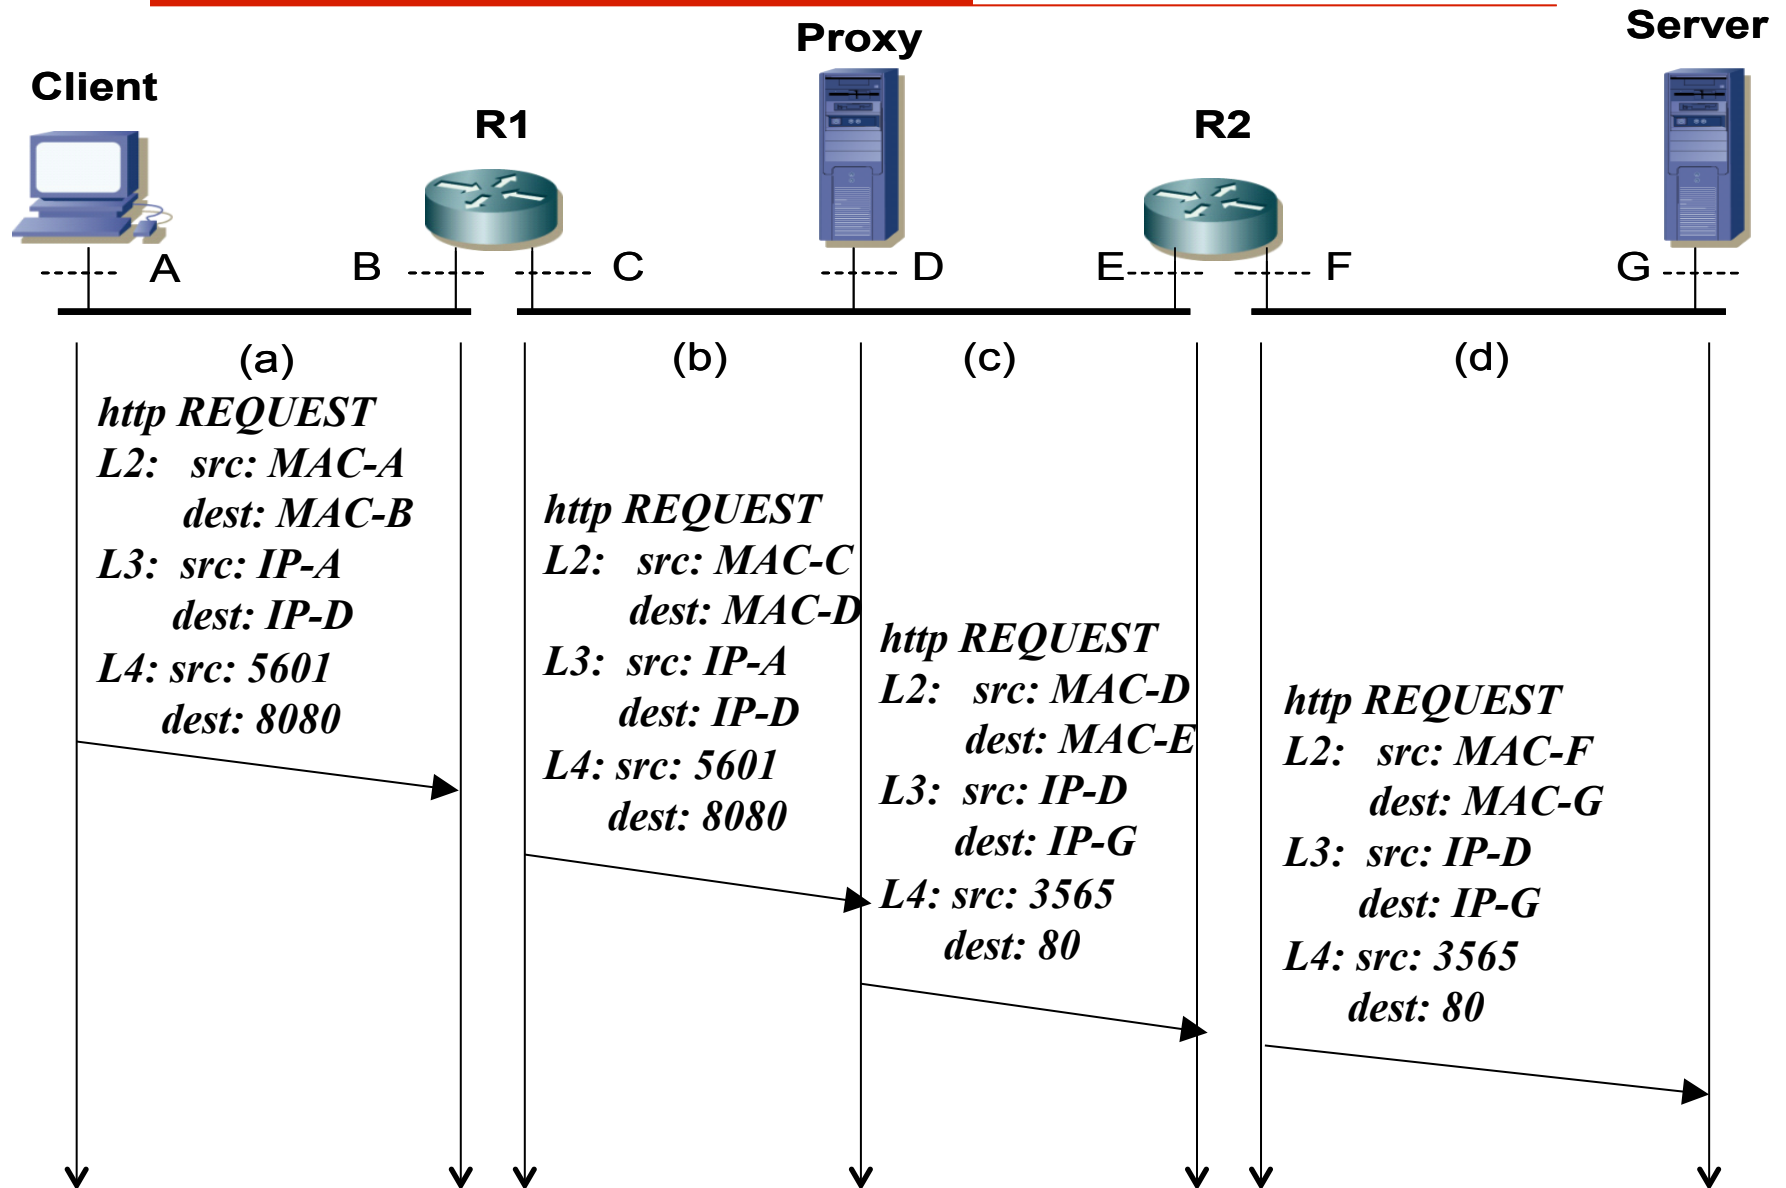 Proxy
Server
Client
R1
R2
A
B
C
D
E
F
G
(a)
(b)
(c)
(d)
http REQUEST
L2: src: MAC-A
dest: MAC-B
L3: src: IP-A
dest: IP-D
L4: src: 5601
dest: 8080
http REQUEST
L2: src: MAC-C
dest: MAC-D
L3: src: IP-A
dest: IP-D
L4: src: 5601
dest: 8080
http REQUEST
L2: src: MAC-D
dest: MAC-E
L3: src: IP-D
dest: IP-G
L4: src: 3565
dest: 80
http REQUEST
L2: src: MAC-F
dest: MAC-G
L3: src: IP-D
dest: IP-G
L4: src: 3565
dest: 80